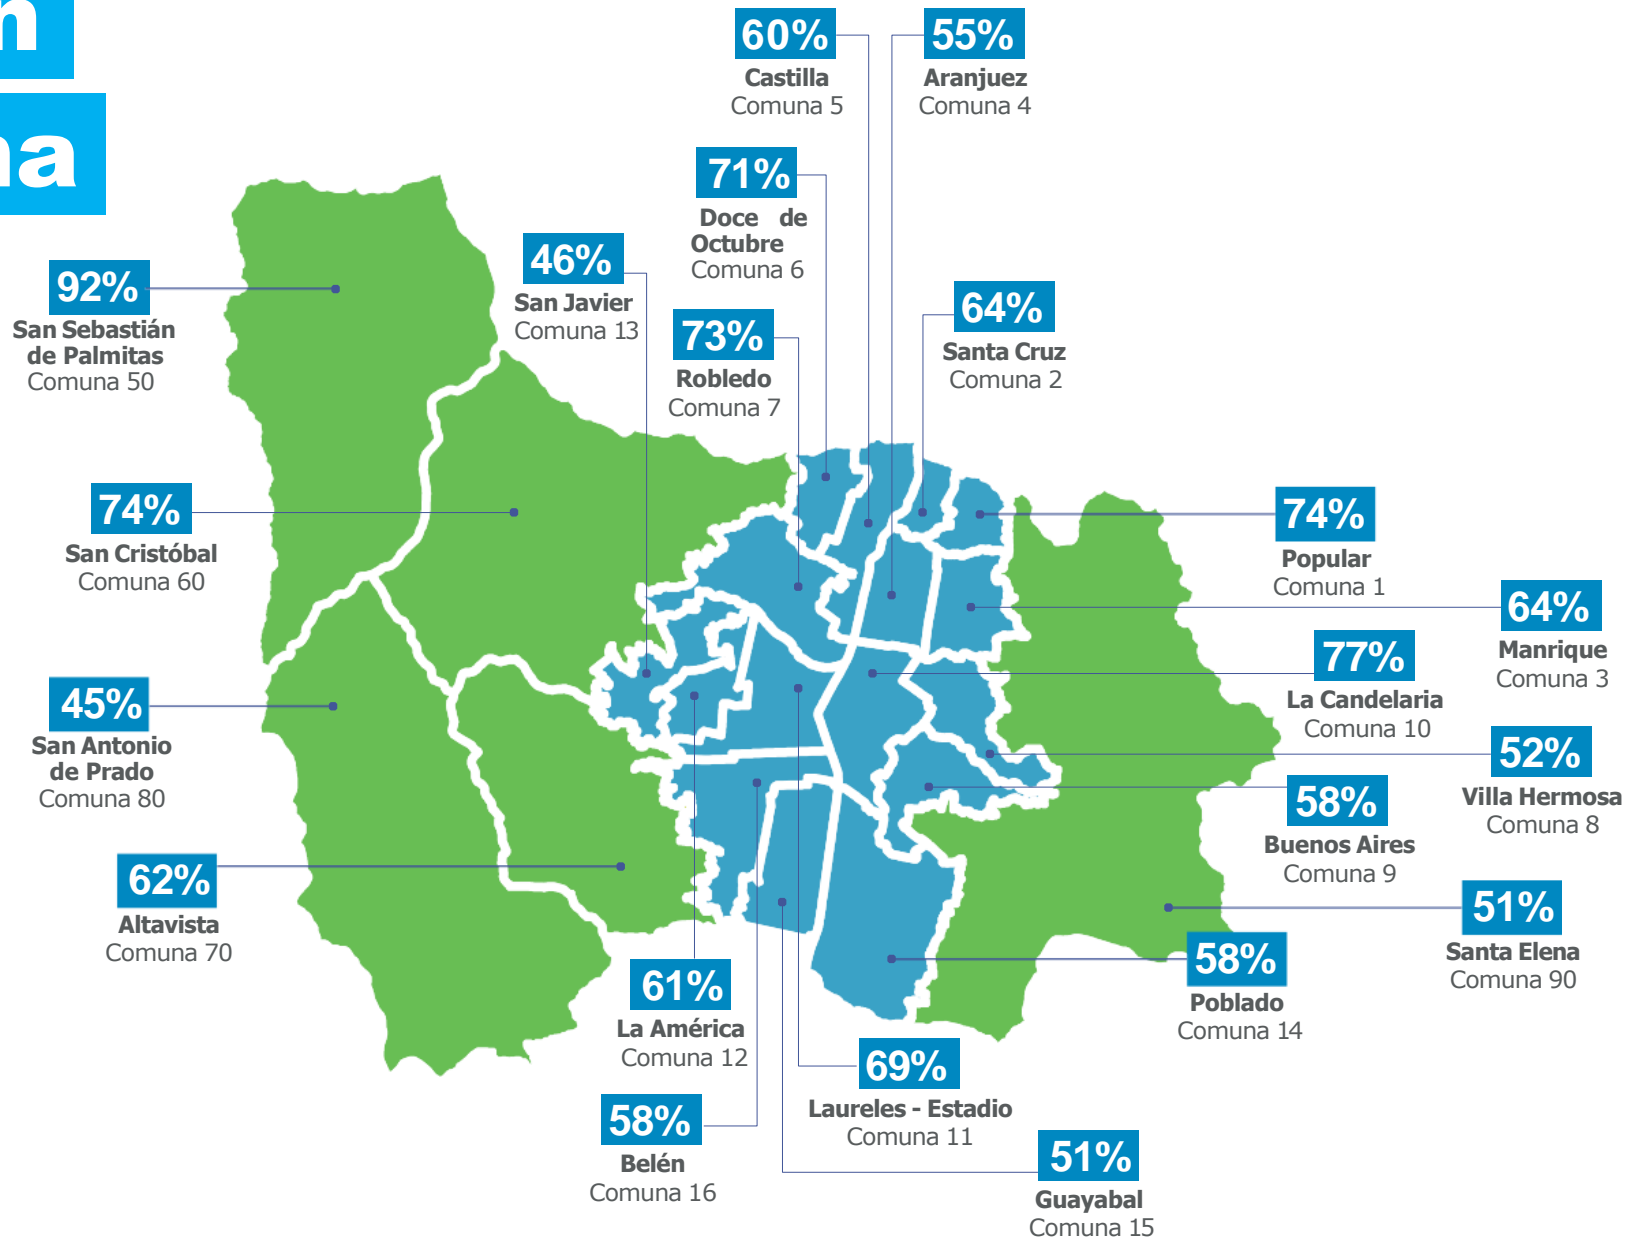 60%
Castilla
Comuna 5
55%
Aranjuez
Comuna 4
71%
Doce de
Octubre
Comuna 6
46%
San Javier
Comuna 13
92%
San Sebastián
de Palmitas
Comuna 50
64%
Santa Cruz
Comuna 2
73%
Robledo
Comuna 7
74%
San Cristóbal
Comuna 60
74%
Popular
Comuna 1
64%
Manrique
Comuna 3
77%
La Candelaria
Comuna 10
45%
San Antonio
de Prado
Comuna 80
52%
Villa Hermosa
Comuna 8
58%
Buenos Aires
Comuna 9
62%
Altavista
Comuna 70
51%
Santa Elena
Comuna 90
58%
Poblado
Comuna 14
61%
La América
Comuna 12
69%
Laureles - Estadio
Comuna 11
58%
Belén
Comuna 16
51%
Guayabal
Comuna 15